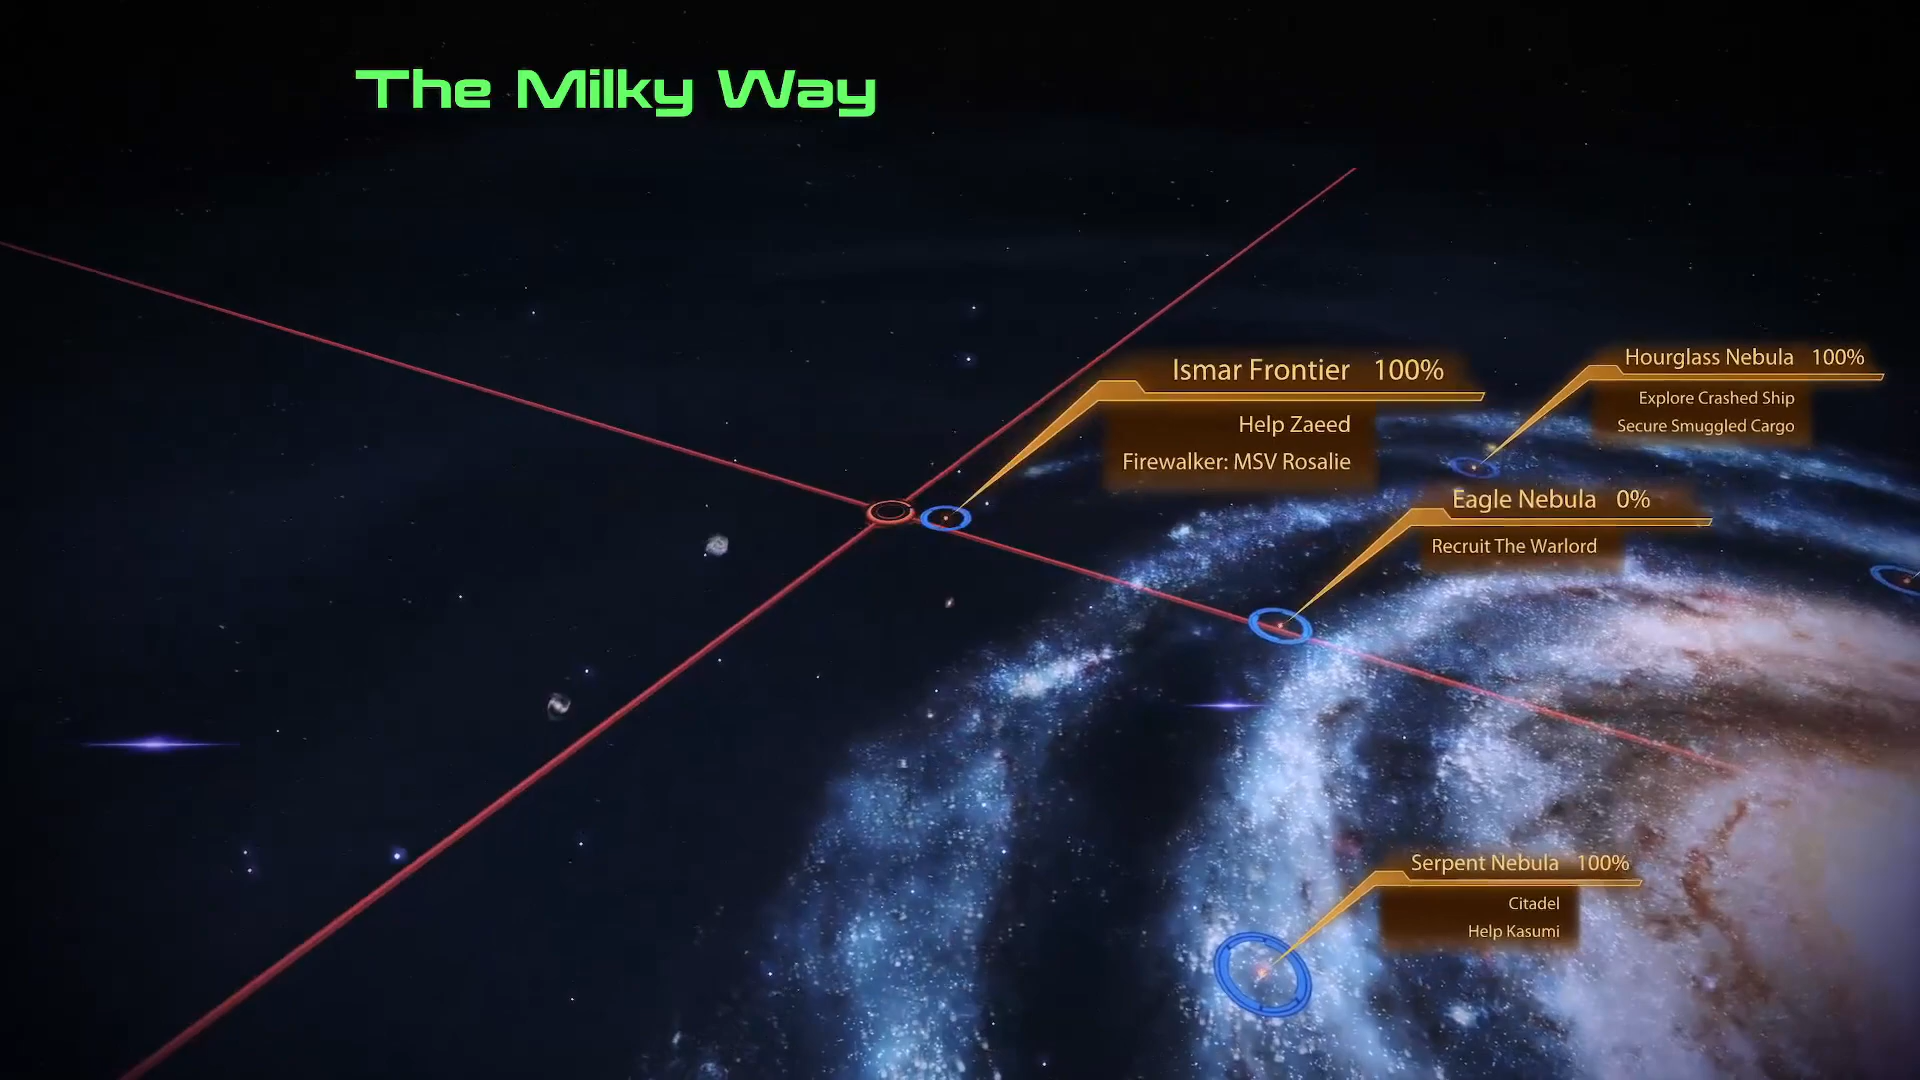 The Milky Way
Ismar Frontier 100%
Help Zaeed
Firewalker: MSV Rosalie
Hourglass Nebula 100%
Explore Crashed Ship
Secure Smuggled Cargo
Eagle Nebula 0%
Recruit The Warlord
Serpent Nebula 100%
Citadel
Help Kasumi